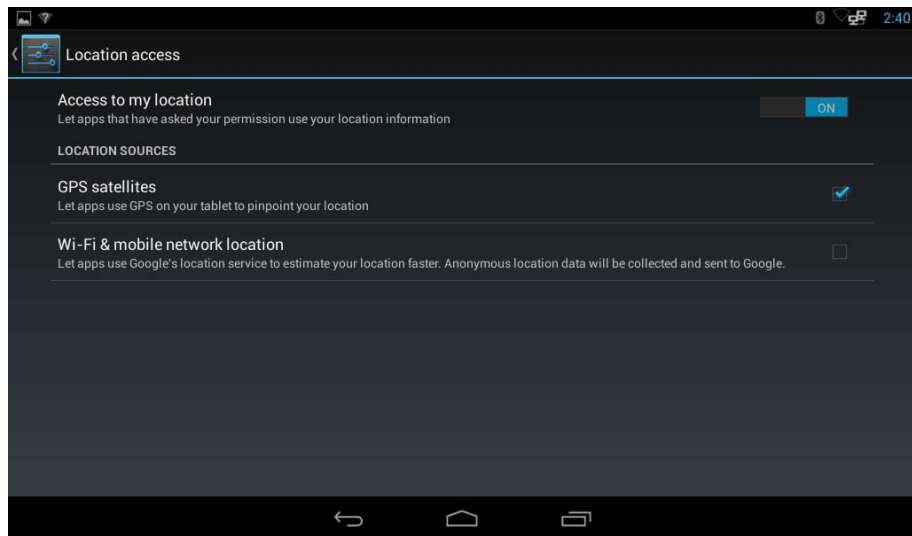 2:40
Location access
Access to my location
Let apps that have asked your permission use your location information
ON
LOCATION SOURCES
GPS satellites
Let apps use GPS on your tablet to pinpoint your location
Wi-Fi & mobile network location
Let apps use Google's location service to estimate your location faster. Anonymous location data will be collected and sent to Google.